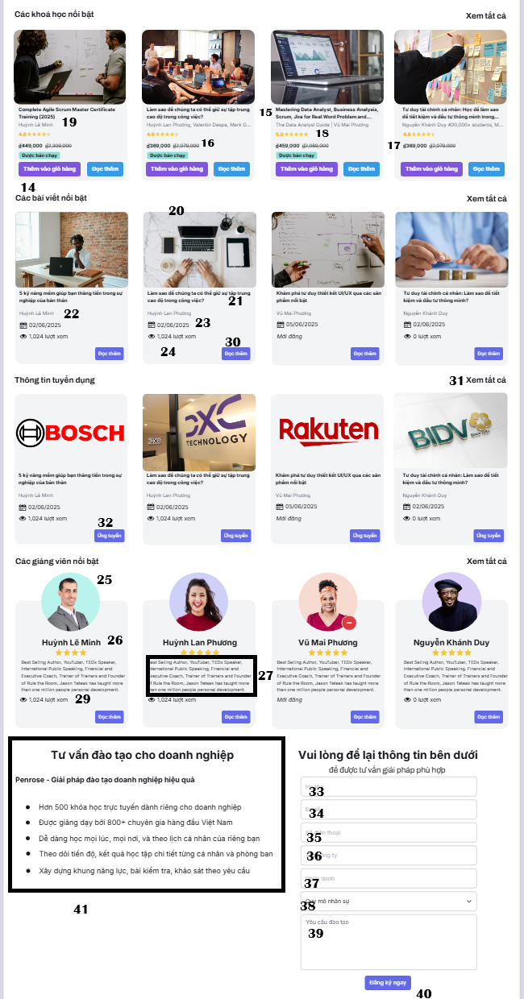 Các khoá học nổi bật
Xem tất cả
Complete Agile Scrum Master Certificate
Training (2025)
Huỳnh Lê Minh
19
4.6
₫449,000 ₫2,309,000
Được bán chạy
Thêm vào giỏ hàng
Đọc thêm
14
Làm sao để chúng ta có thể giữ sự tập trung
cao độ trong công việc?
Huỳnh Lan Phương, Valentin Despa, Mark G...
4.6
16
₫369,000 ₫2,079,000
Được bán chạy
Thêm vào giỏ hàng
Đọc thêm
15
Mastering Data Analyst, Business Analysis,
Scrum, Jira for Real Word Problem and...
The Data Analyst Guide | Vũ Mai Phương
5.0
18
₫459,000 ₫2,089,000
Được bán chạy
Thêm vào giỏ hàng
Đọc thêm
Tư duy tài chính cá nhân: Học để làm sao
để tiết kiệm và đầu tư thông minh trong...
Nguyễn Khánh Duy 400,000+ students, M...
4.6
17
₫369,000 ₫2,079,000
Thêm vào giỏ hàng
Đọc thêm
Các bài viết nổi bật
Xem tất cả
5 kỹ năng mềm giúp bạn thăng tiến trong sự
nghiệp của bản thân
Huỳnh Lê Minh
22
02/06/2025
1,024 lượt xem
Đọc thêm
20
Làm sao để chúng ta có thể giữ sự tập trung
cao độ trong công việc?
21
Huỳnh Lan Phương
02/06/2025
23
1,024 lượt xem
24
30
Đọc thêm
Khám phá tư duy thiết kế UI/UX qua các sản
phẩm nổi bật
Vũ Mai Phương
05/06/2025
Mới đăng
Đọc thêm
Tư duy tài chính cá nhân: Làm sao để tiết
kiệm và đầu tư thông minh?
Nguyễn Khánh Duy
02/06/2025
0 lượt xem
Đọc thêm
Thông tin tuyển dụng
31
Xem tất cả
BOSCH
5 kỹ năng mềm giúp bạn thăng tiến trong sự
nghiệp của bản thân
Huỳnh Lê Minh
02/06/2025
1,024 lượt xem
32
Ứng tuyển
DXC
TECHNOLOGY
DXC
Làm sao để chúng ta có thể giữ sự tập trung
cao độ trong công việc?
Huỳnh Lan Phương
02/06/2025
1,024 lượt xem
Ứng tuyển
Rakuten
Khám phá tư duy thiết kế UI/UX qua các sản
phẩm nổi bật
Vũ Mai Phương
05/06/2025
Mới đăng
Ứng tuyển
BIDV
Tư duy tài chính cá nhân: Làm sao để tiết
kiệm và đầu tư thông minh?
Nguyễn Khánh Duy
02/06/2025
0 lượt xem
Ứng tuyển
Các giảng viên nổi bật
Xem tất cả
25
Huỳnh Lê Minh
26
Best Selling Author, YouTuber, TEDx Speaker,
International Public Speaking, Financial and
Executive Coach, Trainer of Trainers and Founder
of Rule the Room, Jason Teteak has taught more
than one million people personal development.
1,024 lượt xem
29
Đọc thêm
Huỳnh Lan Phương
est Selling Author, YouTuber, TEDx Speaker,
nternational Public Speaking, Financial and
Executive Coach, Trainer of Trainers and Founder
of Rule the Room, Jason Teteak has taught more
han one million people personal development.
27
1,024 lượt xem
Đọc thêm
Vũ Mai Phương
Best Selling Author, YouTuber, TEDx Speaker,
International Public Speaking, Financial and
Executive Coach, Trainer of Trainers and Founder
of Rule the Room, Jason Teteak has taught more
than one million people personal development.
Mới đăng
Đọc thêm
Nguyễn Khánh Duy
Best Selling Author, YouTuber, TEDx Speaker,
International Public Speaking, Financial and
Executive Coach, Trainer of Trainers and Founder
of Rule the Room, Jason Teteak has taught more
than one million people personal development.
0 lượt xem
Đọc thêm
Tư vấn đào tạo cho doanh nghiệp
Penrose - Giải pháp đào tạo doanh nghiệp hiệu quả
● Hơn 500 khóa học trực tuyến dành riêng cho doanh nghiệp
● Được giảng dạy bởi 800+ chuyên gia hàng đầu Việt Nam
● Dễ dàng học mọi lúc, mọi nơi, và theo lịch cá nhân của riêng bạn
● Theo dõi tiến độ, kết quả học tập chi tiết từng cá nhân và phòng ban
● Xây dựng khung năng lực, bài kiểm tra, khảo sát theo yêu cầu
41
Vui lòng để lại thông tin bên dưới
để được tư vấn giải pháp phù hợp
33
34
35
thoại
36
ty
37
danh
38
Quy mô nhân sự
Yêu cầu đào tạo
39
Đăng ký ngay
40